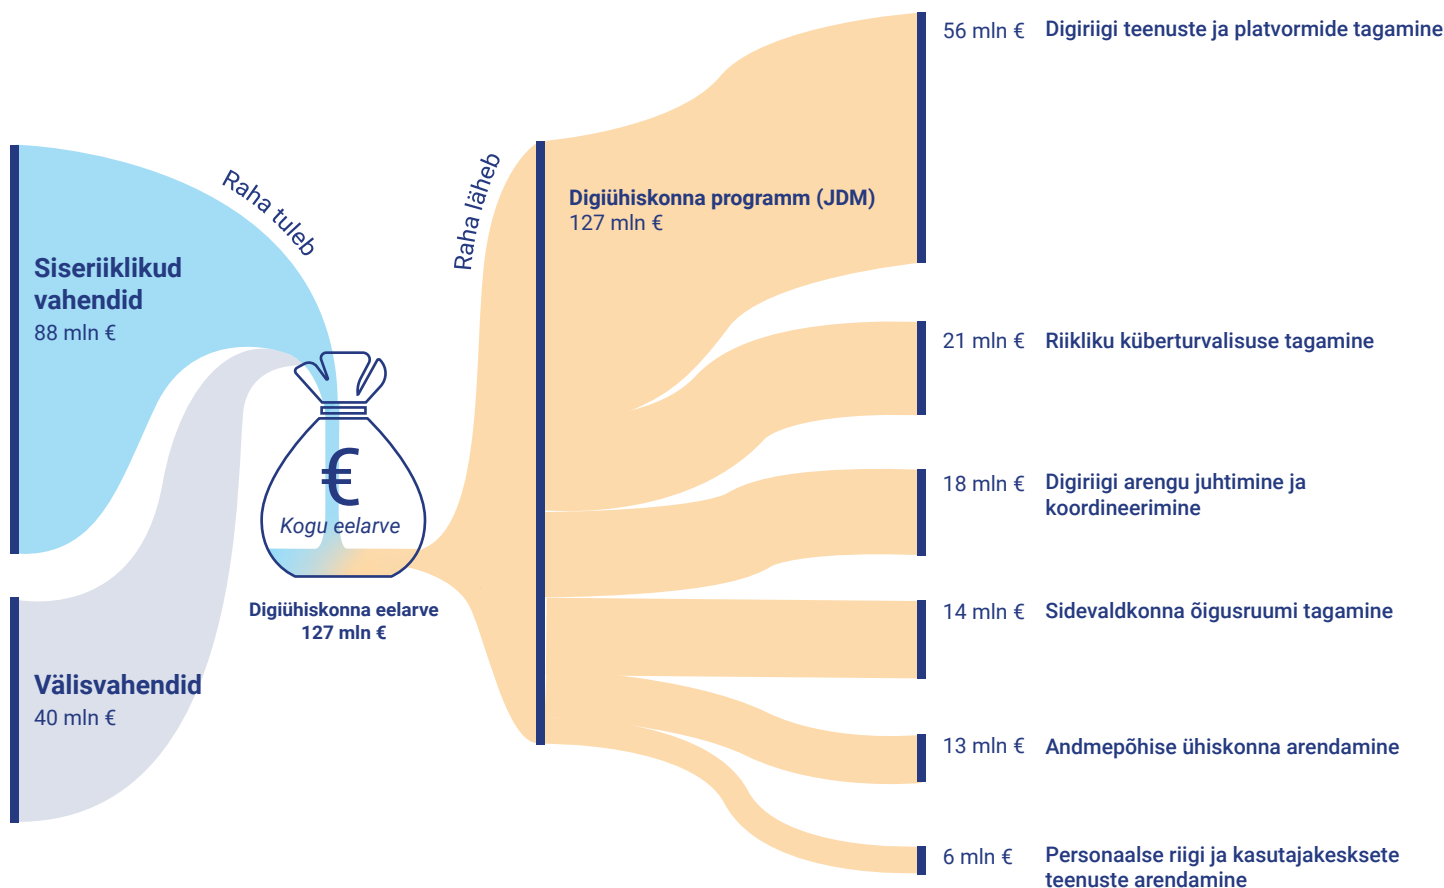 Raha tuleb
Siseriiklikud
vahendid
88 mln €
Välisvahendid
40 mln €
€
Kogu eelarve
Digiühiskonna eelarve
127 mln €
Raha läheb
Digiühiskonna programm (JDM)
127 mln €
56 mln € Digiriigi teenuste ja platvormide tagamine
21 mln € Riikliku küberturvalisuse tagamine
18 mln € Digiriigi arengu juhtimine ja
koordineerimine
14 mln € Sidevaldkonna õigusruumi tagamine
13 mln € Andmepõhise ühiskonna arendamine
6 mln € Personaalse riigi ja kasutajakesksete
teenuste arendamine